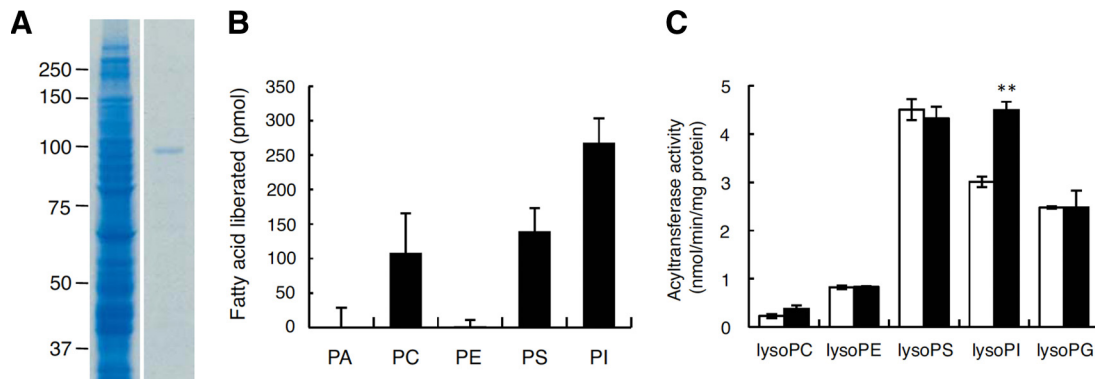 A
250
150
100
75
50
37
B
Fatty acid liberated (pmol)
350
300
250
200
150
100
50
0
PA PC PE PS PI
C
Acyltransferase activity
(nmol/min/mg protein)
5
4
3
2
1
0
**
lysoPC lysoPE lysoPS lysoPI lysoPG